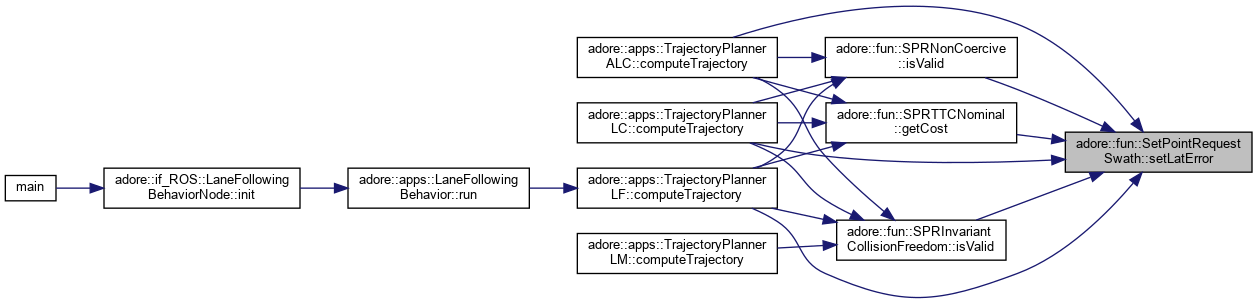 main
adore::if_ROS::LaneFollowing
BehaviorNode::init
adore::apps::LaneFollowing
Behavior::run
adore::apps::TrajectoryPlanner
ALC::computeTrajectory
adore::apps::TrajectoryPlanner
LC::computeTrajectory
adore::apps::TrajectoryPlanner
LF::computeTrajectory
adore::apps::TrajectoryPlanner
LM::computeTrajectory
adore::fun::SPRNonCoercive
::isValid
adore::fun::SPRTTCNominal
::getCost
adore::fun::SPRInvariant
CollisionFreedom::isValid
adore::fun::SetPointRequest
Swath::setLatError